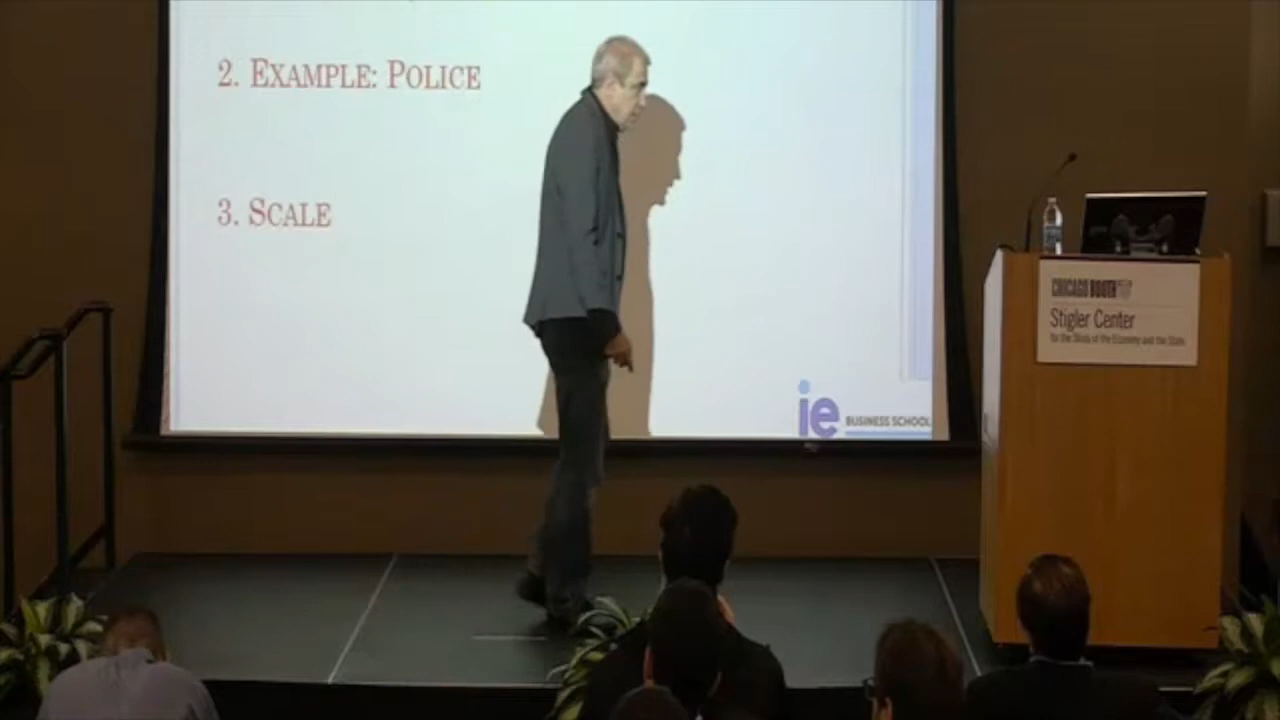 2. EXAMPLE: POLICE
3. SCALE
ie BUSINESS SCHOOL
CHICAGO BOOTH
Stigler Center
for the Study of the Economy and the State